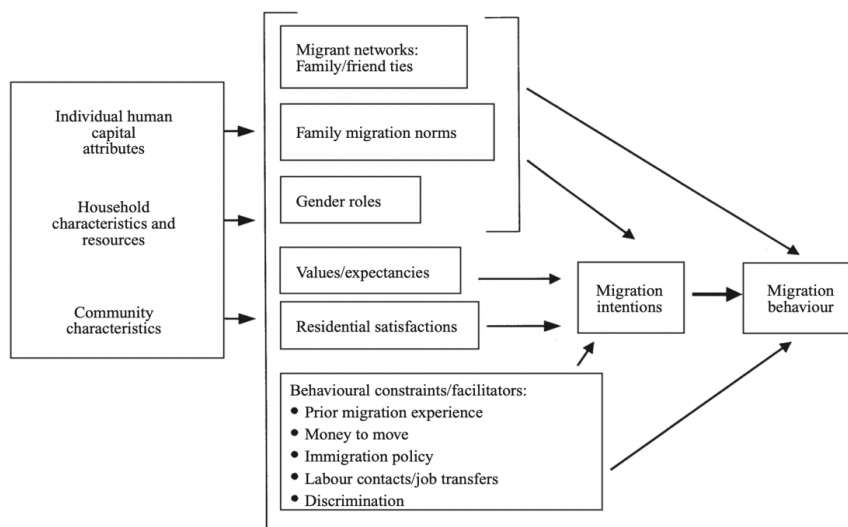 Individual human
capital
attributes
Household
characteristics and
resources
Community
characteristics
Migrant networks:
Family/friend ties
Family migration norms
Gender roles
Values/expectancies
Residential satisfactions
Behavioural constraints/facilitators:
● Prior migration experience
● Money to move
● Immigration policy
● Labour contacts/job transfers
● Discrimination
Migration
intentions
Migration
behaviour